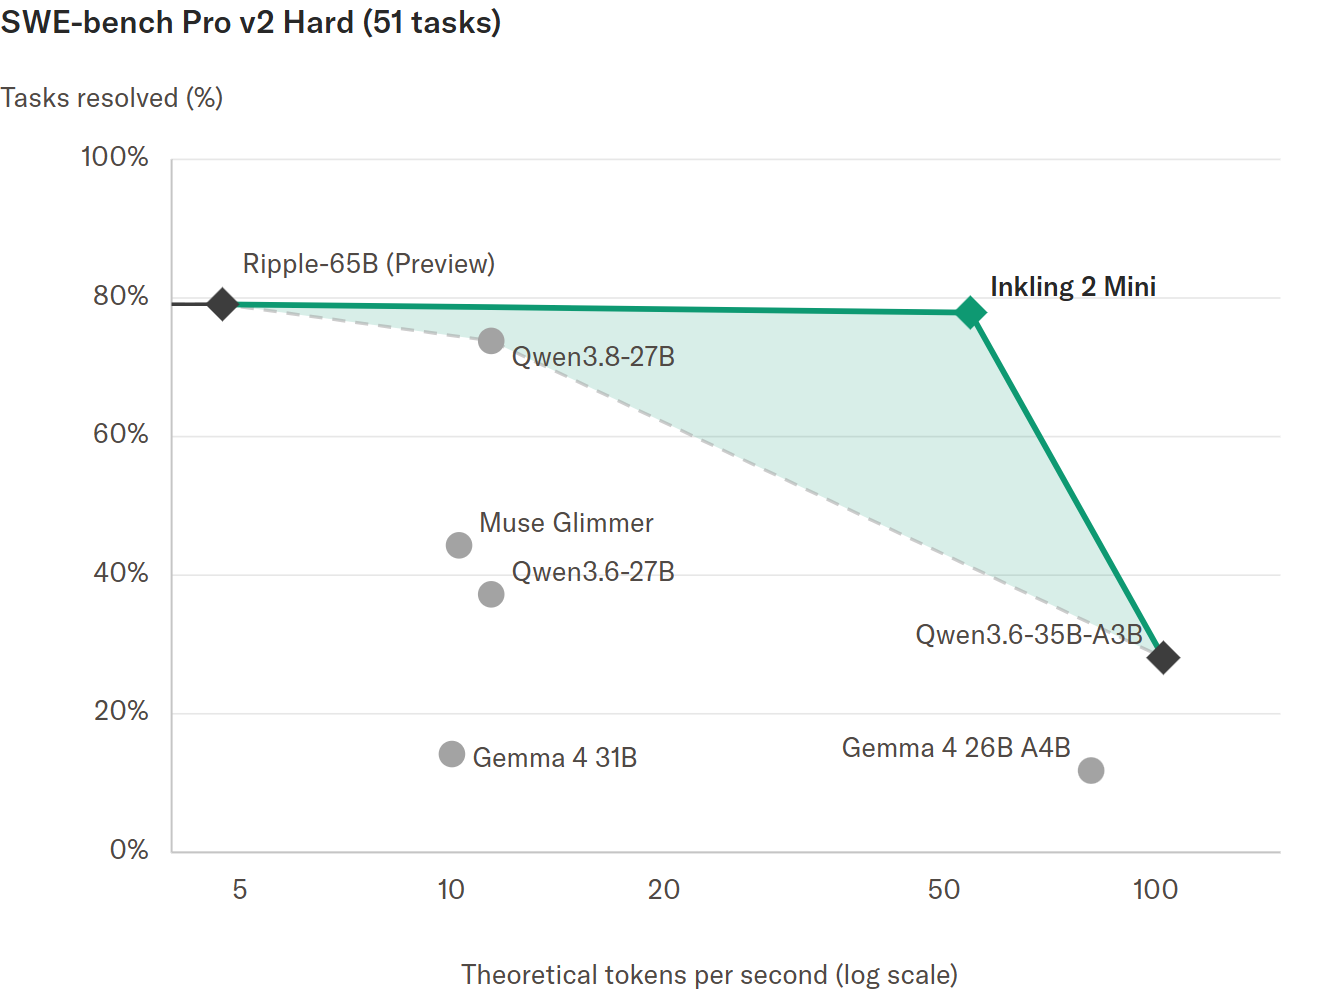 SWE-bench Pro v2 Hard (51 tasks)
Tasks resolved (%)
100%
Ripple-65B (Preview)
80%
Inkling 2 Mini
Qwen3.8-27B
60%
Muse Glimmer
40%
Qwen3.6-27B
Qwen3.6-35B-A3B
20%
Gemma 4 31B
Gemma 4 26B A4B
0%
5 10 20 50 100
Theoretical tokens per second (log scale)